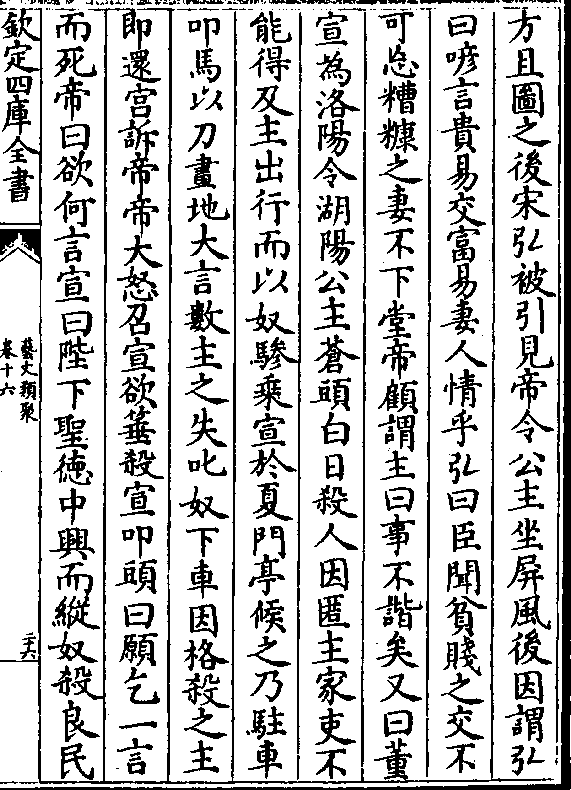 方且圖之後宋弘被引見帝令公主坐屏風後因謂弘
曰嗙言貴易交富易妻人情乎弘曰臣聞貧賤之交不
可忘糟糠之妻不下堂帝顧謂主曰事不諧矣又曰董
宣為洛陽令湖陽公主蒼頭白日殺人因匿主家吏不
能得及主出行而以奴驂乘宣於夏門亭候之乃駐車
叩馬以刀畫地大言數主之失叱奴下車因格殺之主
即還宫訴帝帝大怒召宣欲箠殺宣叩頭曰願乞一言
而死帝曰欲何言宣曰陛下聖德中興而縱奴殺良民
欽定四庫全書
藝文類聚
卷十六
二六